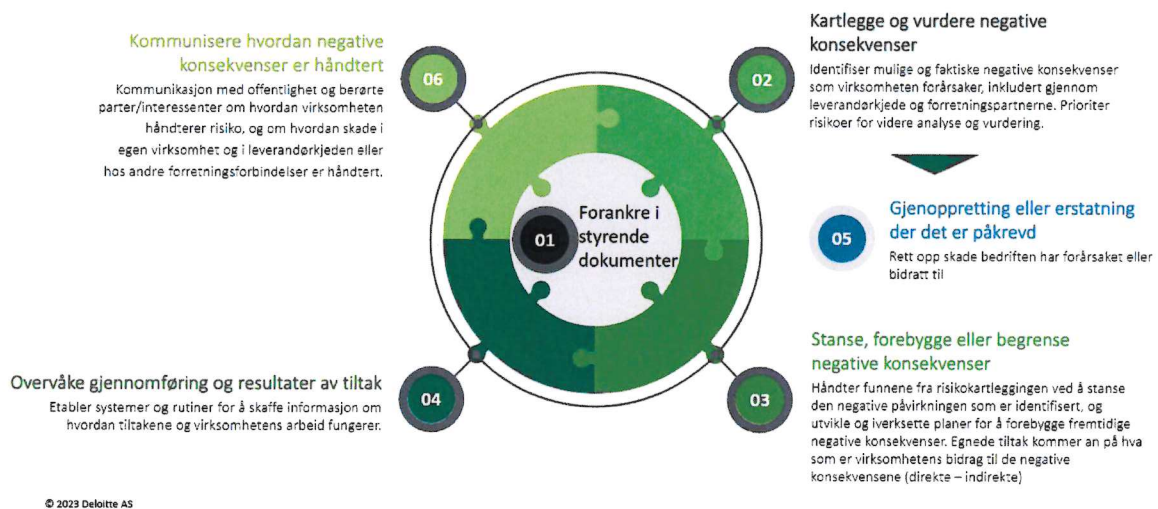 Kommunisere hvordan negative
konsekvenser er håndtert
Kommunikasjon med offentlighet og berørte
parter/interessenter om hvordan virksomheten
håndterer risiko, og om hvordan skade i
egen virksomhet og i leverandørkjeden eller
hos andre forretningsforbindelser er håndtert.
06
02
Kartlegge og vurdere negative
konsekvenser
Identifiser mulige og faktiske negative konsekvenser
som virksomheten forårsaker, inkludert gjennom
leverandørkjede og forretningspartnerne. Prioriter
risikoer for videre analyse og vurdering.
01
Forankre i
styrende
dokumenter
05
Gjenoppretting eller erstatning
der det er påkrevd
Rett opp skade bedriften har forårsaket eller
bidratt til
Overvåke gjennomføring og resultater av tiltak
Etabler systemer og rutiner for å skaffe informasjon om
hvordan tiltakene og virksomhetens arbeid fungerer.
04
03
Stanse, forebygge eller begrense
negative konsekvenser
Håndter funnene fra risikokartleggingen ved å stanse
den negative påvirkningen som er identifisert, og
utvikle og iverksette planer for å forebygge fremtidige
negative konsekvenser. Egnede tiltak kommer an på hva
som er virksomhetens bidrag til de negative
konsekvensene (direkte – indirekte)
© 2023 Deloitte AS